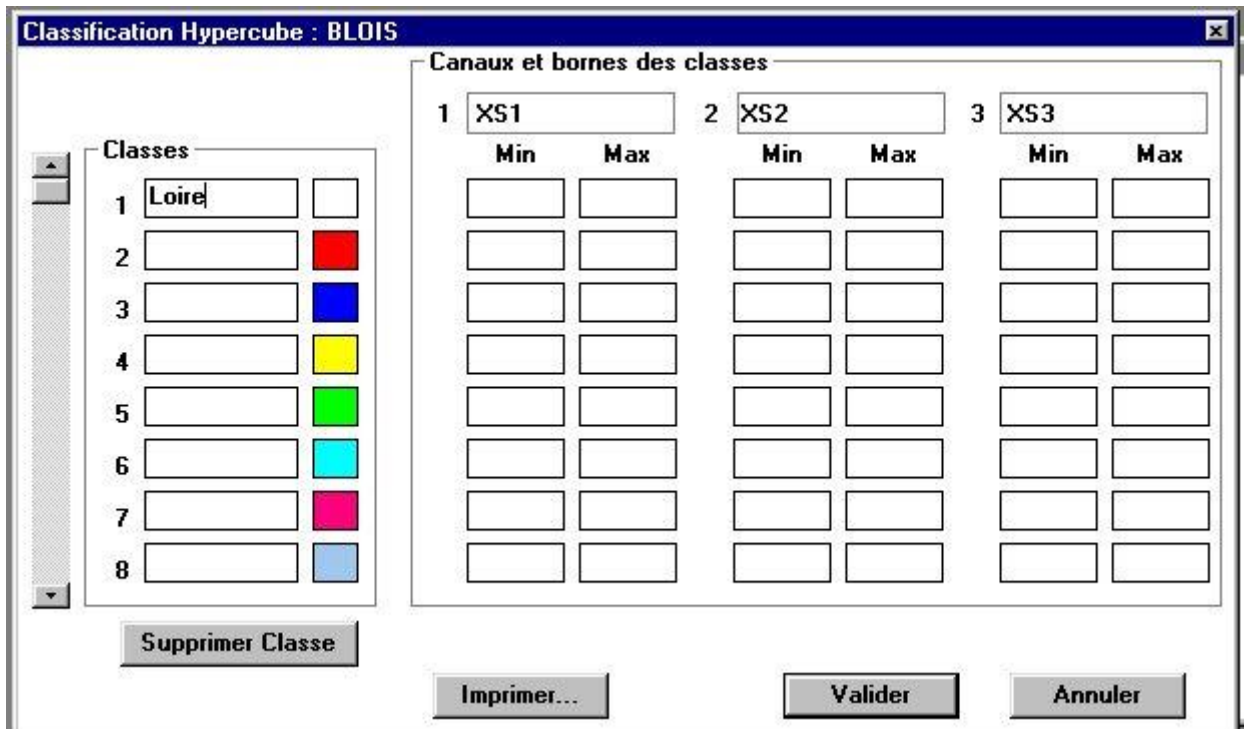 Classification Hypercube : BLOIS
Canaux et bornes des classes
1 XS1 2 XS2 3 XS3
Classes
Min Max Min Max Min Max
1 Loire
2
3
4
5
6
7
8
Supprimer Classe
Imprimer... Valider Annuler